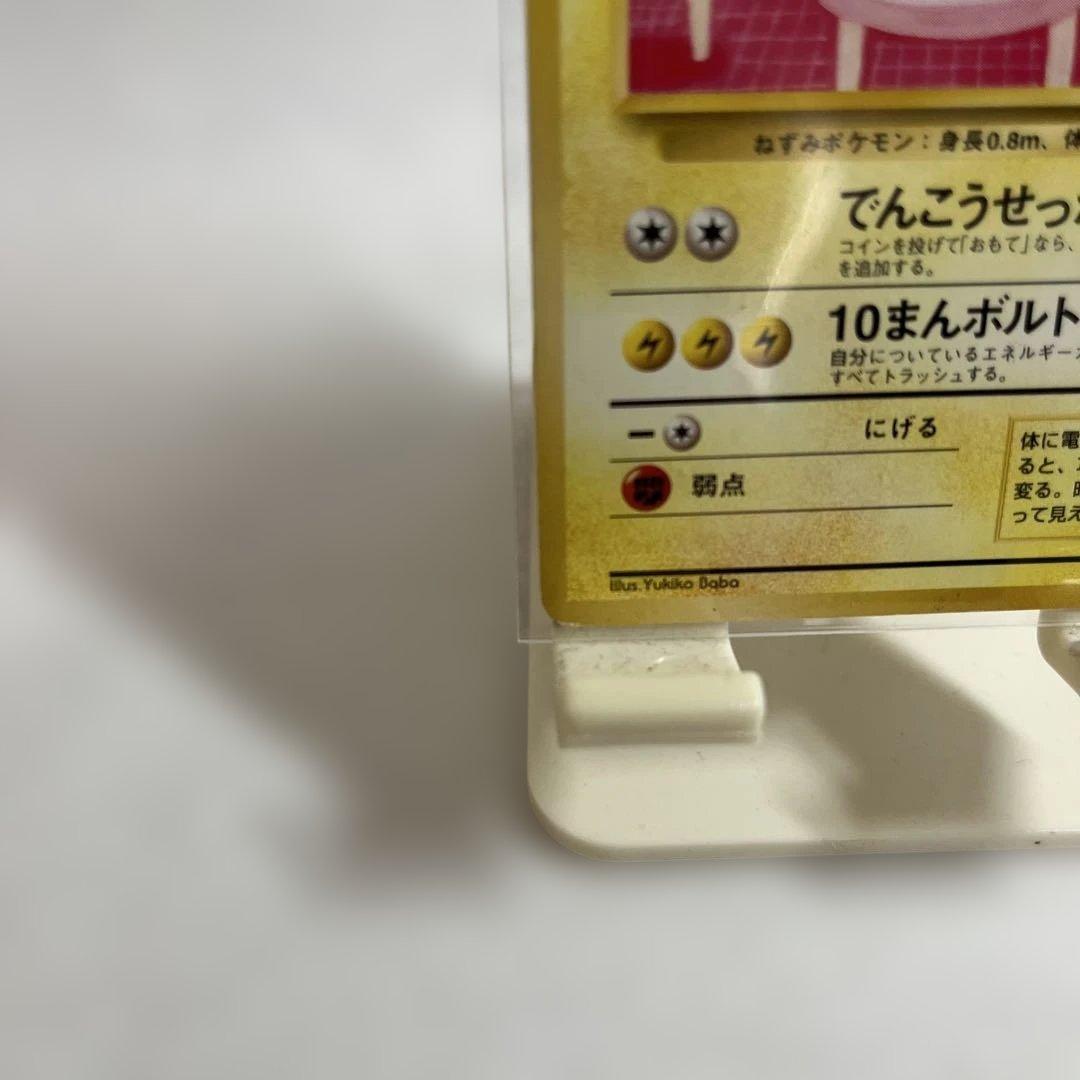 ねずみポケモン：身長0.8m、体
でんこうせっ
コインを投げて「おもて」なら、
を追加する。
10まんボルト
自分についているエネルギー
すべてトラッシュする。
にげる
弱点
体に電
ると、
変る。
って見え
illus.Yukiko Baba